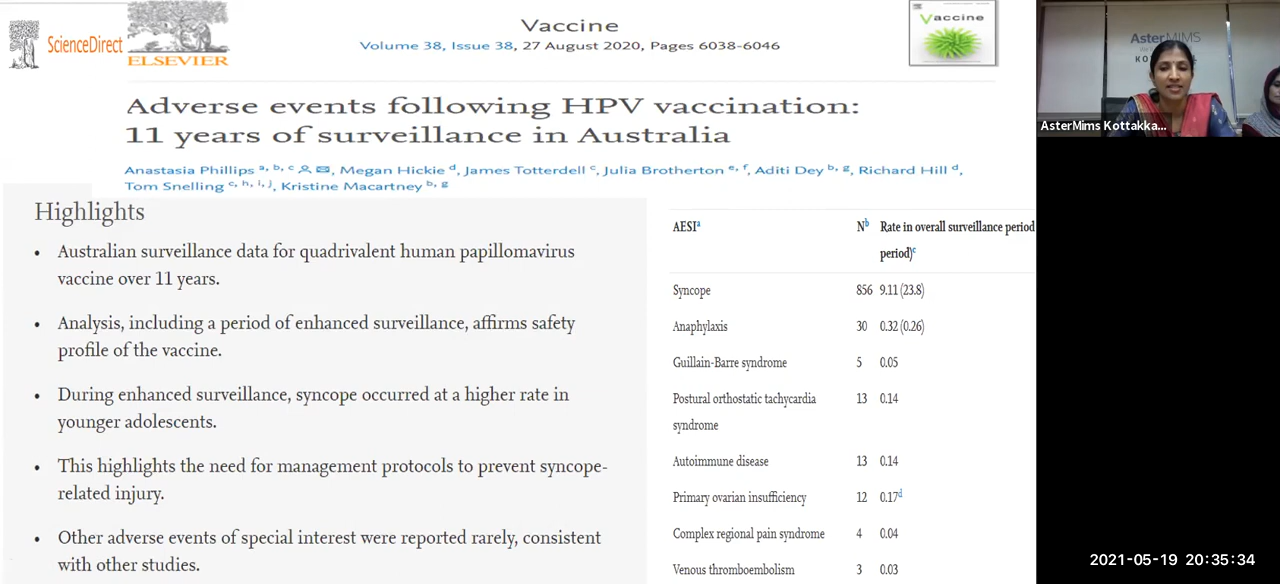 ScienceDirect
ELSEVIER
Vaccine
Volume 38, Issue 38, 27 August 2020, Pages 6038-6046
Vaccine
Adverse events following HPV vaccination:
11 years of surveillance in Australia
Anastasia Phillips a, b, c, Megan Hickie d, James Totterdell c, Julia Brotherton e, f, Aditi Dey b, g, Richard Hill d,
Tom Snelling c, h, i, j, Kristine Macartney b, g
Highlights
• Australian surveillance data for quadrivalent human papillomavirus
vaccine over 11 years.
• Analysis, including a period of enhanced surveillance, affirms safety
profile of the vaccine.
• During enhanced surveillance, syncope occurred at a higher rate in
younger adolescents.
• This highlights the need for management protocols to prevent syncope-
related injury.
• Other adverse events of special interest were reported rarely, consistent
with other studies.
AESIa Nb Rate in overall surveillance period
period)c
Syncope 856 9.11 (23.8)
Anaphylaxis 30 0.32 (0.26)
Guillain-Barre syndrome 5 0.05
Postural orthostatic tachycardia 13 0.14
syndrome
Autoimmune disease 13 0.14
Primary ovarian insufficiency 12 0.17d
Complex regional pain syndrome 4 0.04
Venous thromboembolism 3 0.03
AsterMIMS
AsterMims Kottakka...
2021-05-19 20:35:34